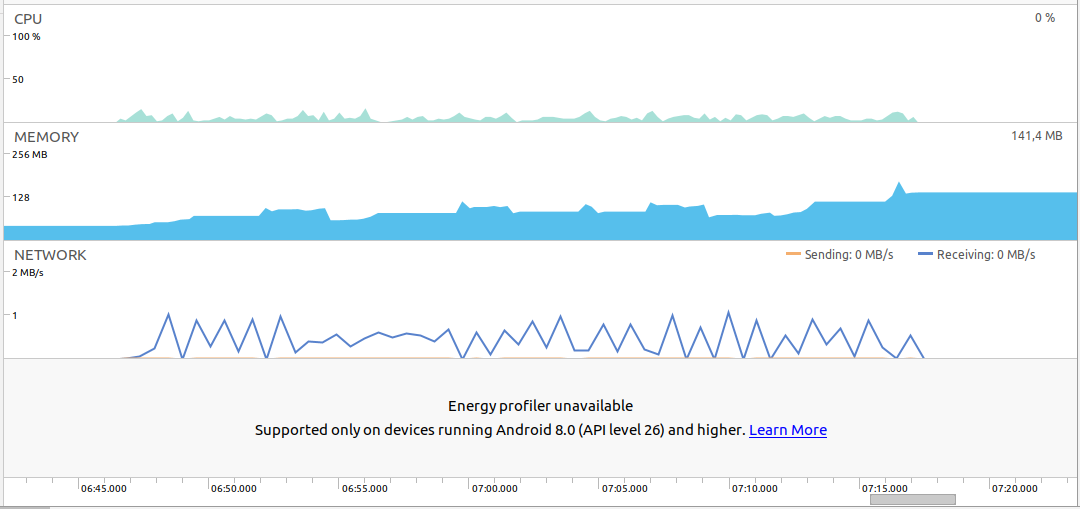 CPU
0 %
100 %
50
MEMORY
141,4 MB
256 MB
128
NETWORK
Sending: 0 MB/s
Receiving: 0 MB/s
2 MB/s
1
Energy profiler unavailable
Supported only on devices running Android 8.0 (API level 26) and higher. Learn More
06:45.000 06:50.000 06:55.000 07:00.000 07:05.000 07:10.000 07:15.000 07:20.000